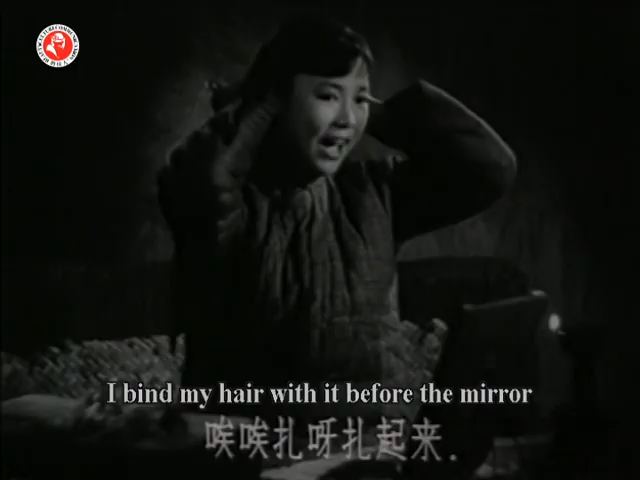 I bind my hair with it before the mirror
唉唉扎呀扎起来.